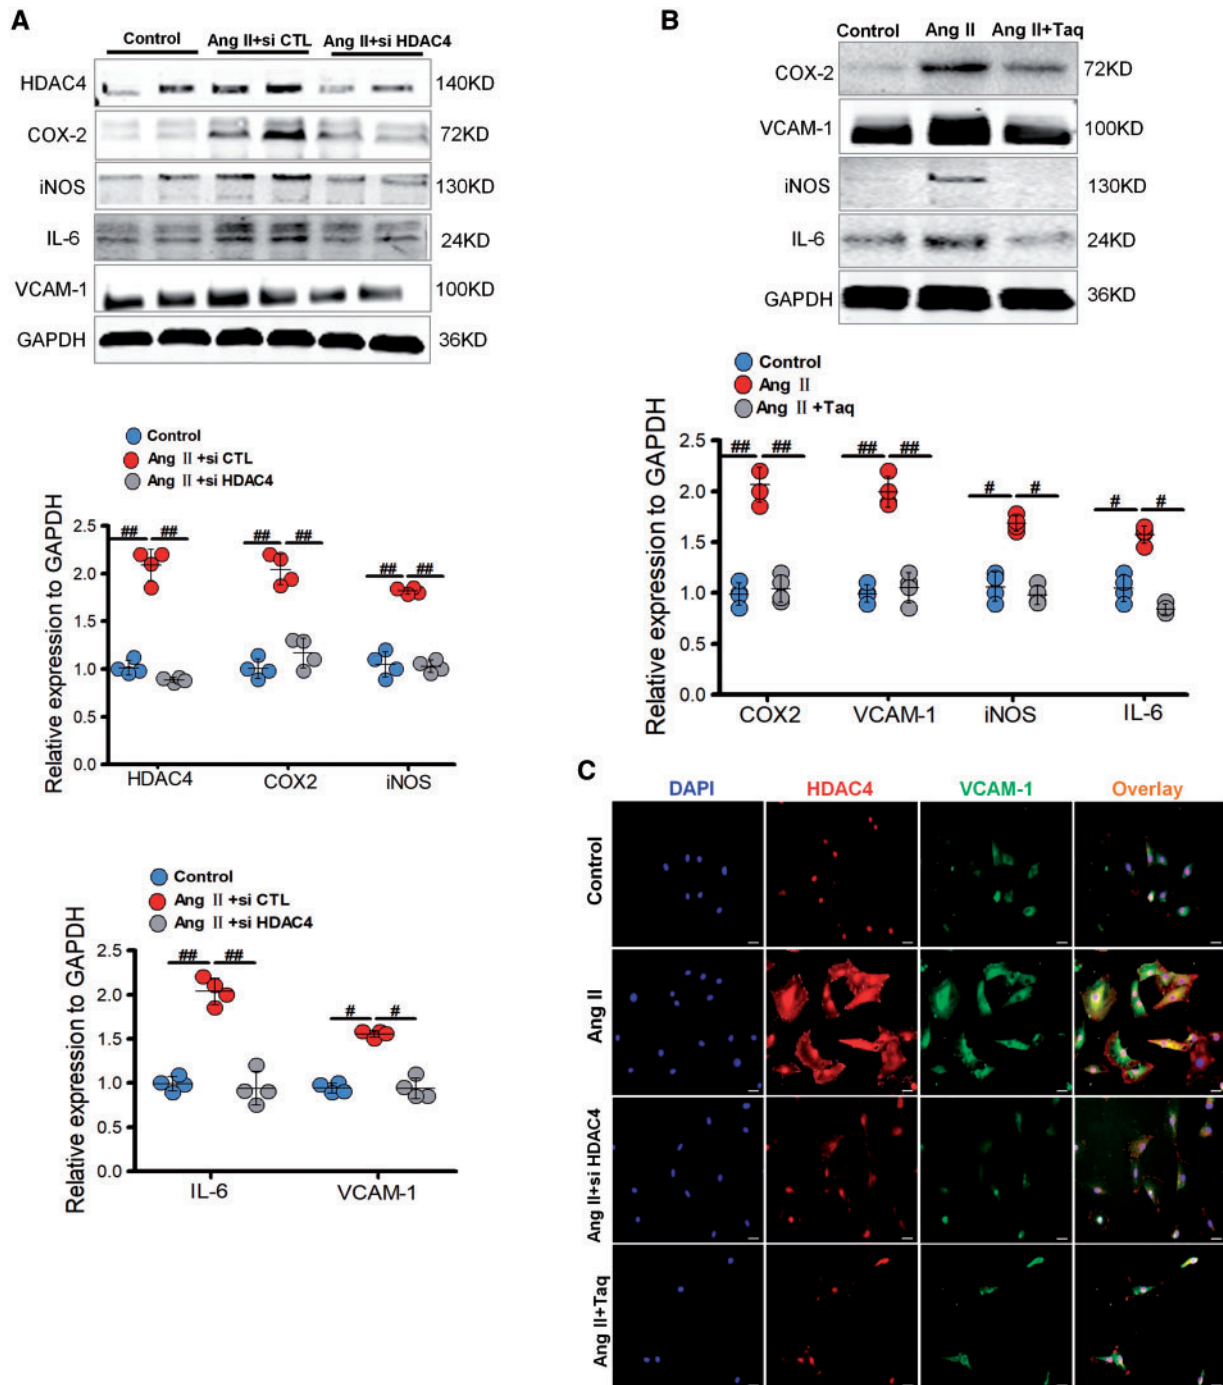 A
Control Ang II+si CTL Ang II+si HDAC4
HDAC4 140KD
COX-2 72KD
iNOS 130KD
IL-6 24KD
VCAM-1 100KD
GAPDH 36KD
Control
Ang II+si CTL
Ang II+si HDAC4
Relative expression to GAPDH
2.5
2.0
1.5
1.0
0.5
0.0
## ## ## ## ## ##
HDAC4 COX2 iNOS
Control
Ang II+si CTL
Ang II+si HDAC4
Relative expression to GAPDH
2.5
2.0
1.5
1.0
0.5
0.0
## ## # #
IL-6 VCAM-1
B
Control Ang II Ang II+Taq
COX-2 72KD
VCAM-1 100KD
iNOS 130KD
IL-6 24KD
GAPDH 36KD
Control
Ang II
Ang II+Taq
Relative expression to GAPDH
2.5
2.0
1.5
1.0
0.5
0.0
## ## ## ## # # # #
COX2 VCAM-1 iNOS IL-6
C
DAPI HDAC4 VCAM-1 Overlay
Control
Ang II
Ang II+si HDAC4
Ang II+Taq